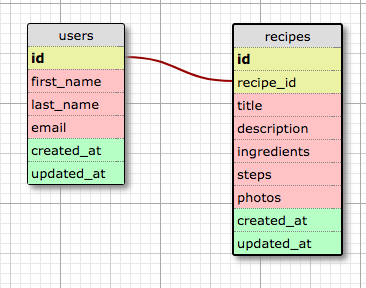 users
id
first_name
last_name
email
created_at
updated_at
recipes
id
recipe_id
title
description
ingredients
steps
photos
created_at
updated_at